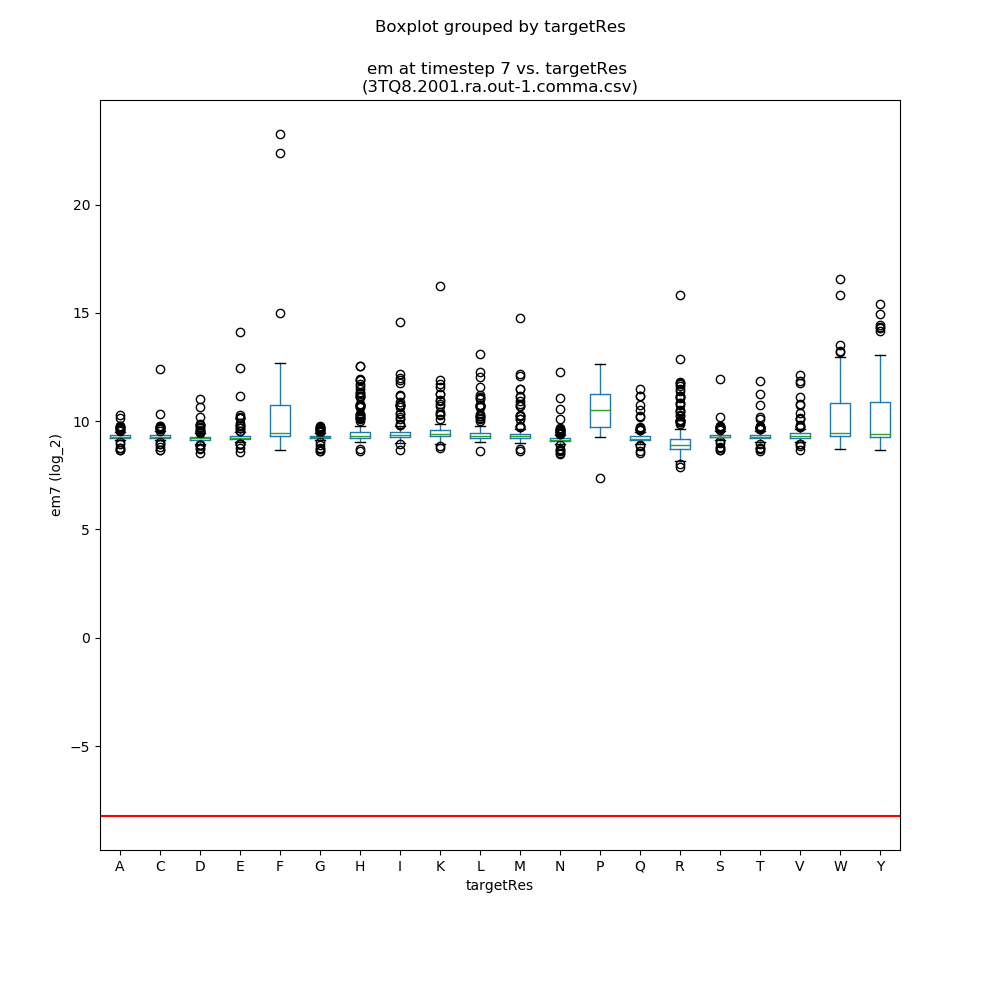 Boxplot grouped by targetRes
em at timestep 7 vs. targetRes
(3TQ8.2001.ra.out-1.comma.csv)
20
15
10
5
0
−5
em7 (log_2)
A C D E F G H I K L M N P Q R S T V W Y
targetRes